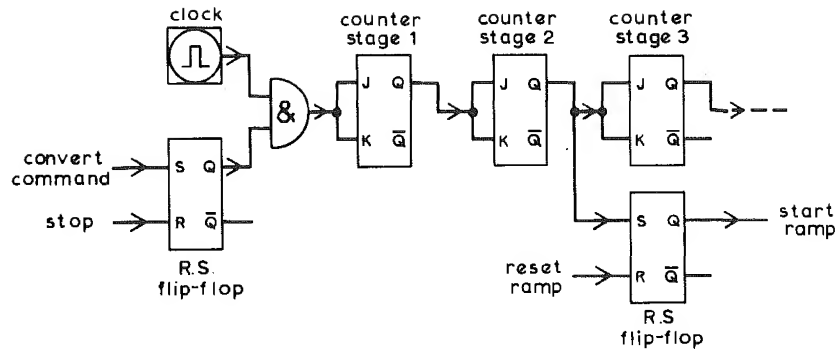 clock
counter
stage 1
counter
stage 2
counter
stage 3
&
J Q
K Q̅
J Q
K Q̅
J Q
K Q̅
convert
command
stop
S Q
R Q̅
R.S.
flip-flop
S Q
R Q̅
start
ramp
reset
ramp
R.S
flip-flop